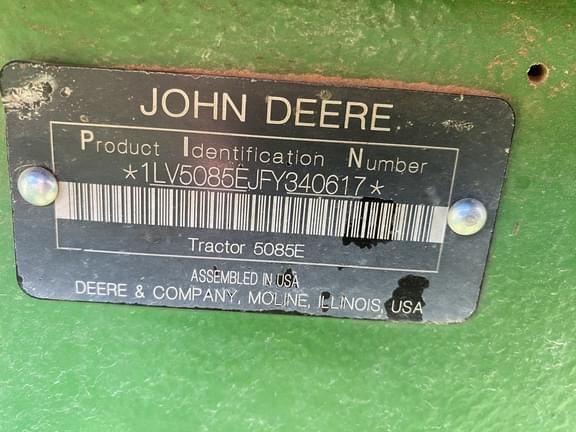 JOHN DEERE
Product Identification Number
*1LV5085EJFY340617*
Tractor 5085E
ASSEMBLED IN USA
DEERE & COMPANY, MOLINE, ILLINOIS, USA